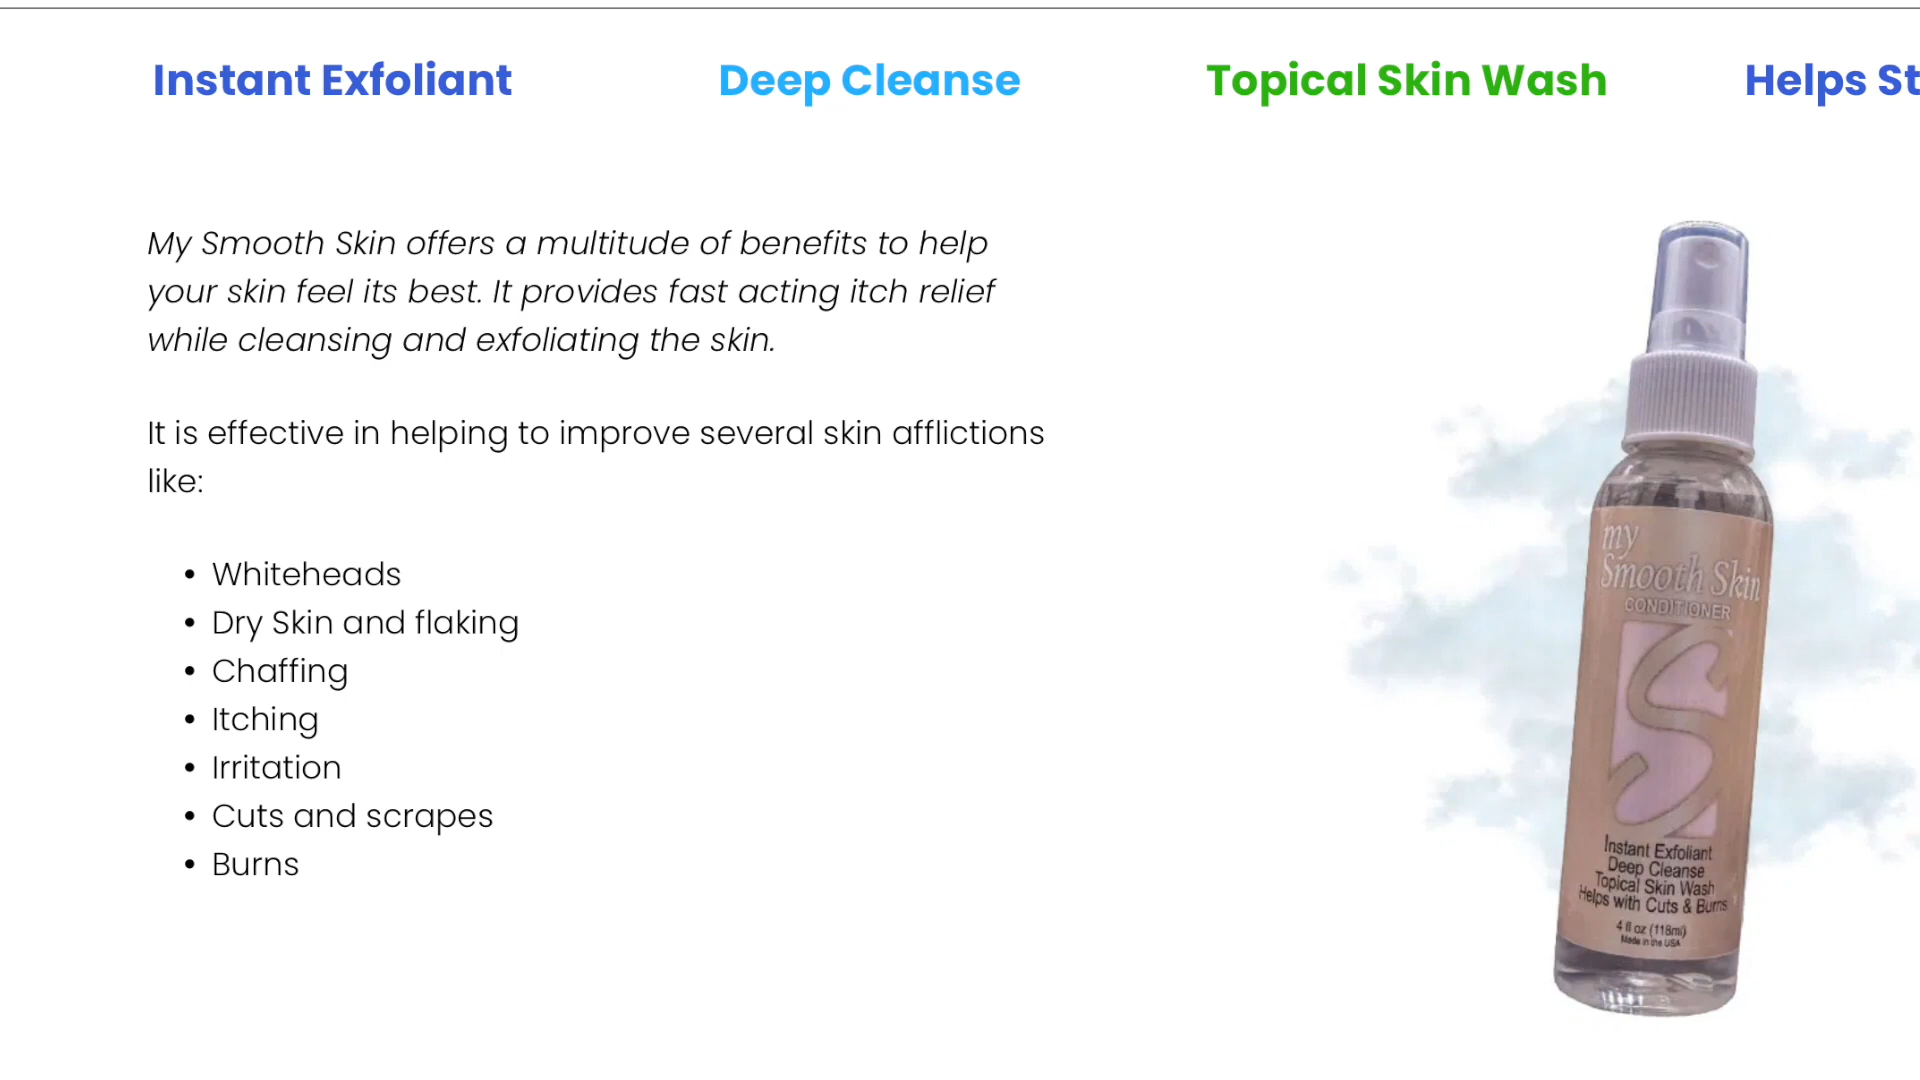 Instant Exfoliant
Deep Cleanse
Topical Skin Wash
Helps St
My Smooth Skin offers a multitude of benefits to help
your skin feel its best. It provides fast acting itch relief
while cleansing and exfoliating the skin.
It is effective in helping to improve several skin afflictions
like:
• Whiteheads
• Dry Skin and flaking
• Chaffing
• Itching
• Irritation
• Cuts and scrapes
• Burns
my
Smooth Skin
CONDITIONER
S
Instant Exfoliant
Deep Cleanse
Topical Skin Wash
Helps with Cuts & Burns
4 fl oz (118ml)
Made in the USA